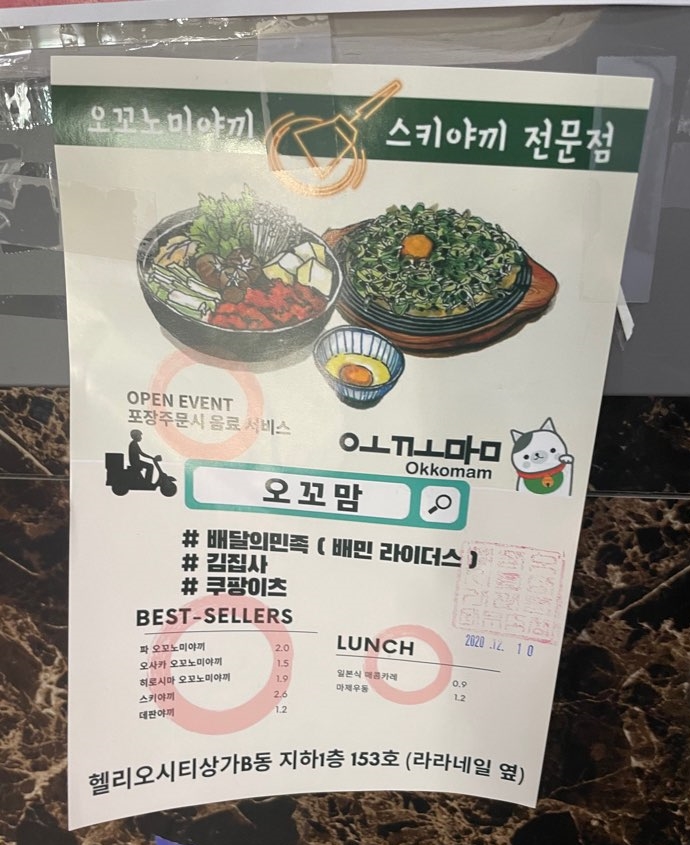 오꼬노미야끼 스키야끼 전문점
OPEN EVENT
포장주문시 음료 서비스
오꼬맘
Okkomam
오꼬맘
# 배달의민족 ( 배민 라이더스 )
# 김집사
# 쿠팡이츠
BEST-SELLERS
파 오꼬노미야끼 2.0
오사카 오꼬노미야끼 1.5
히로시마 오꼬노미야끼 1.9
스키야끼 2.6
데판야끼 1.2
LUNCH
일본식 매콤카레 0.9
마제우동 1.2
2020 .12. 10
헬리오시티상가B동 지하1층 153호 (라라네일 옆)